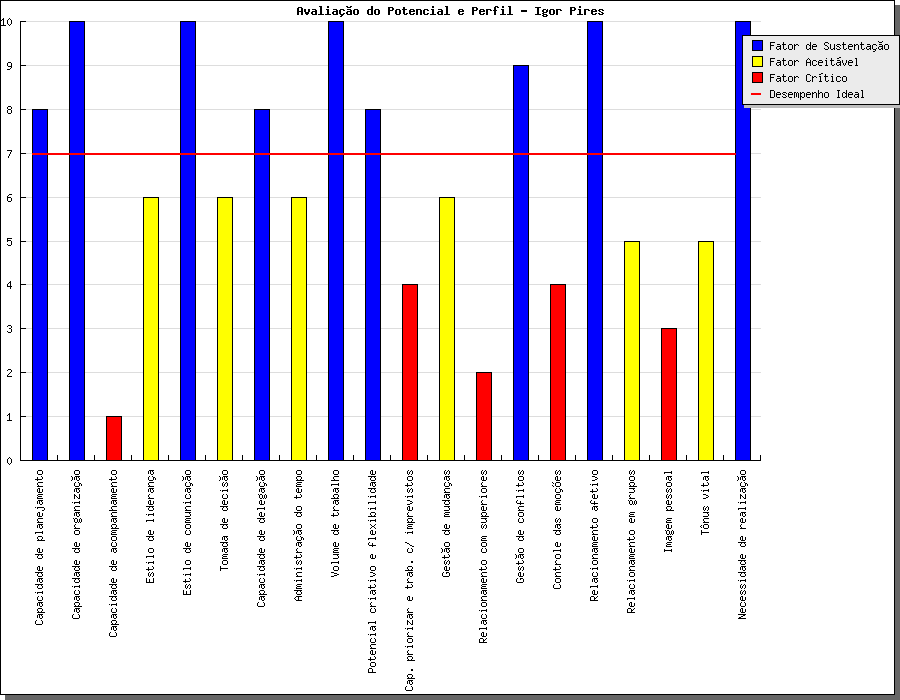 Avaliação do Potencial e Perfil - Igor Pires
10
9
8
7
6
5
4
3
2
1
0
Fator de Sustentação
Fator Aceitável
Fator Crítico
Desempenho Ideal
Capacidade de planejamento
Capacidade de organização
Capacidade de acompanhamento
Estilo de liderança
Estilo de comunicação
Tomada de decisão
Capacidade de delegação
Administração do tempo
Volume de trabalho
Potencial criativo e flexibilidade
Cap. priorizar e trab. c/ imprevistos
Gestão de mudanças
Relacionamento com superiores
Gestão de conflitos
Controle das emoções
Relacionamento afetivo
Relacionamento em grupos
Imagem pessoal
Tônus vital
Necessidade de realização